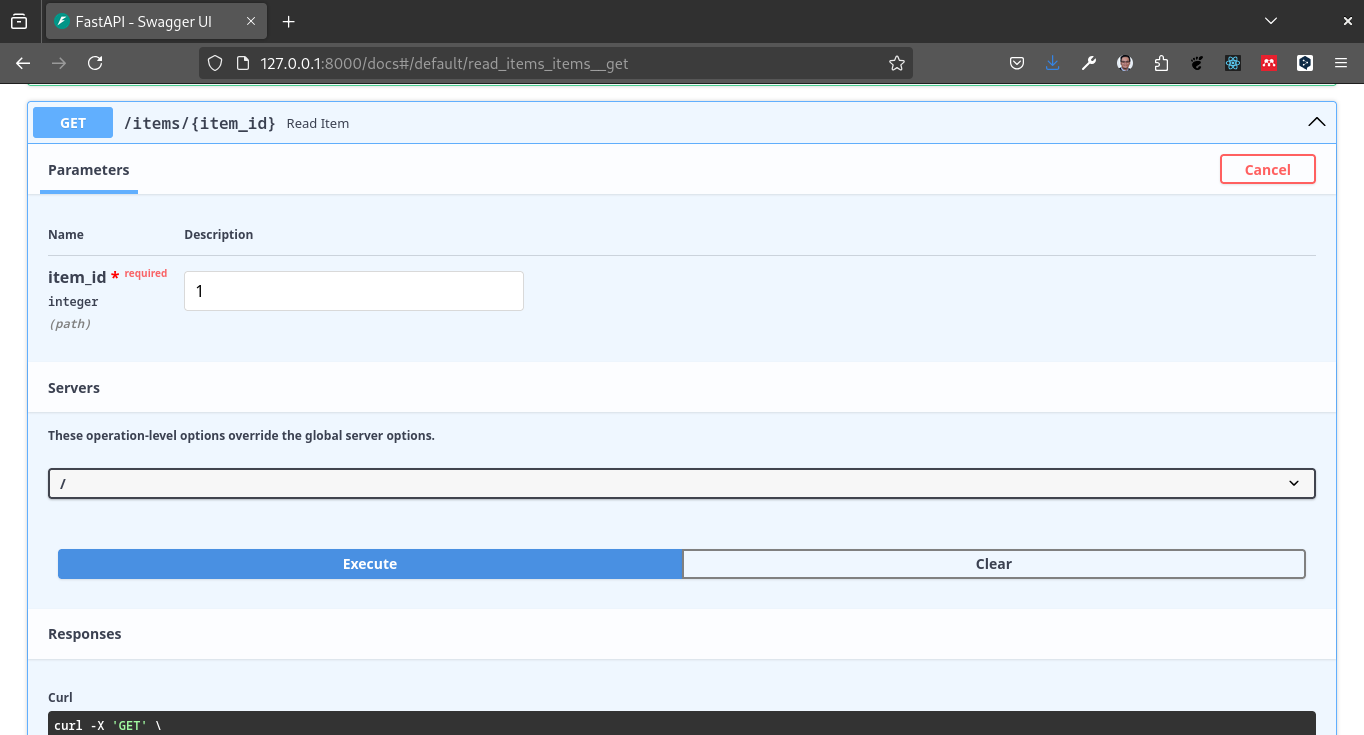 FastAPI - Swagger UI
127.0.0.1:8000/docs#/default/read_items_items__get
GET /items/{item_id} Read Item
Parameters
Cancel
Name Description
item_id * required
integer
(path)
1
Servers
These operation-level options override the global server options.
/
Execute Clear
Responses
Curl
curl -X 'GET' \